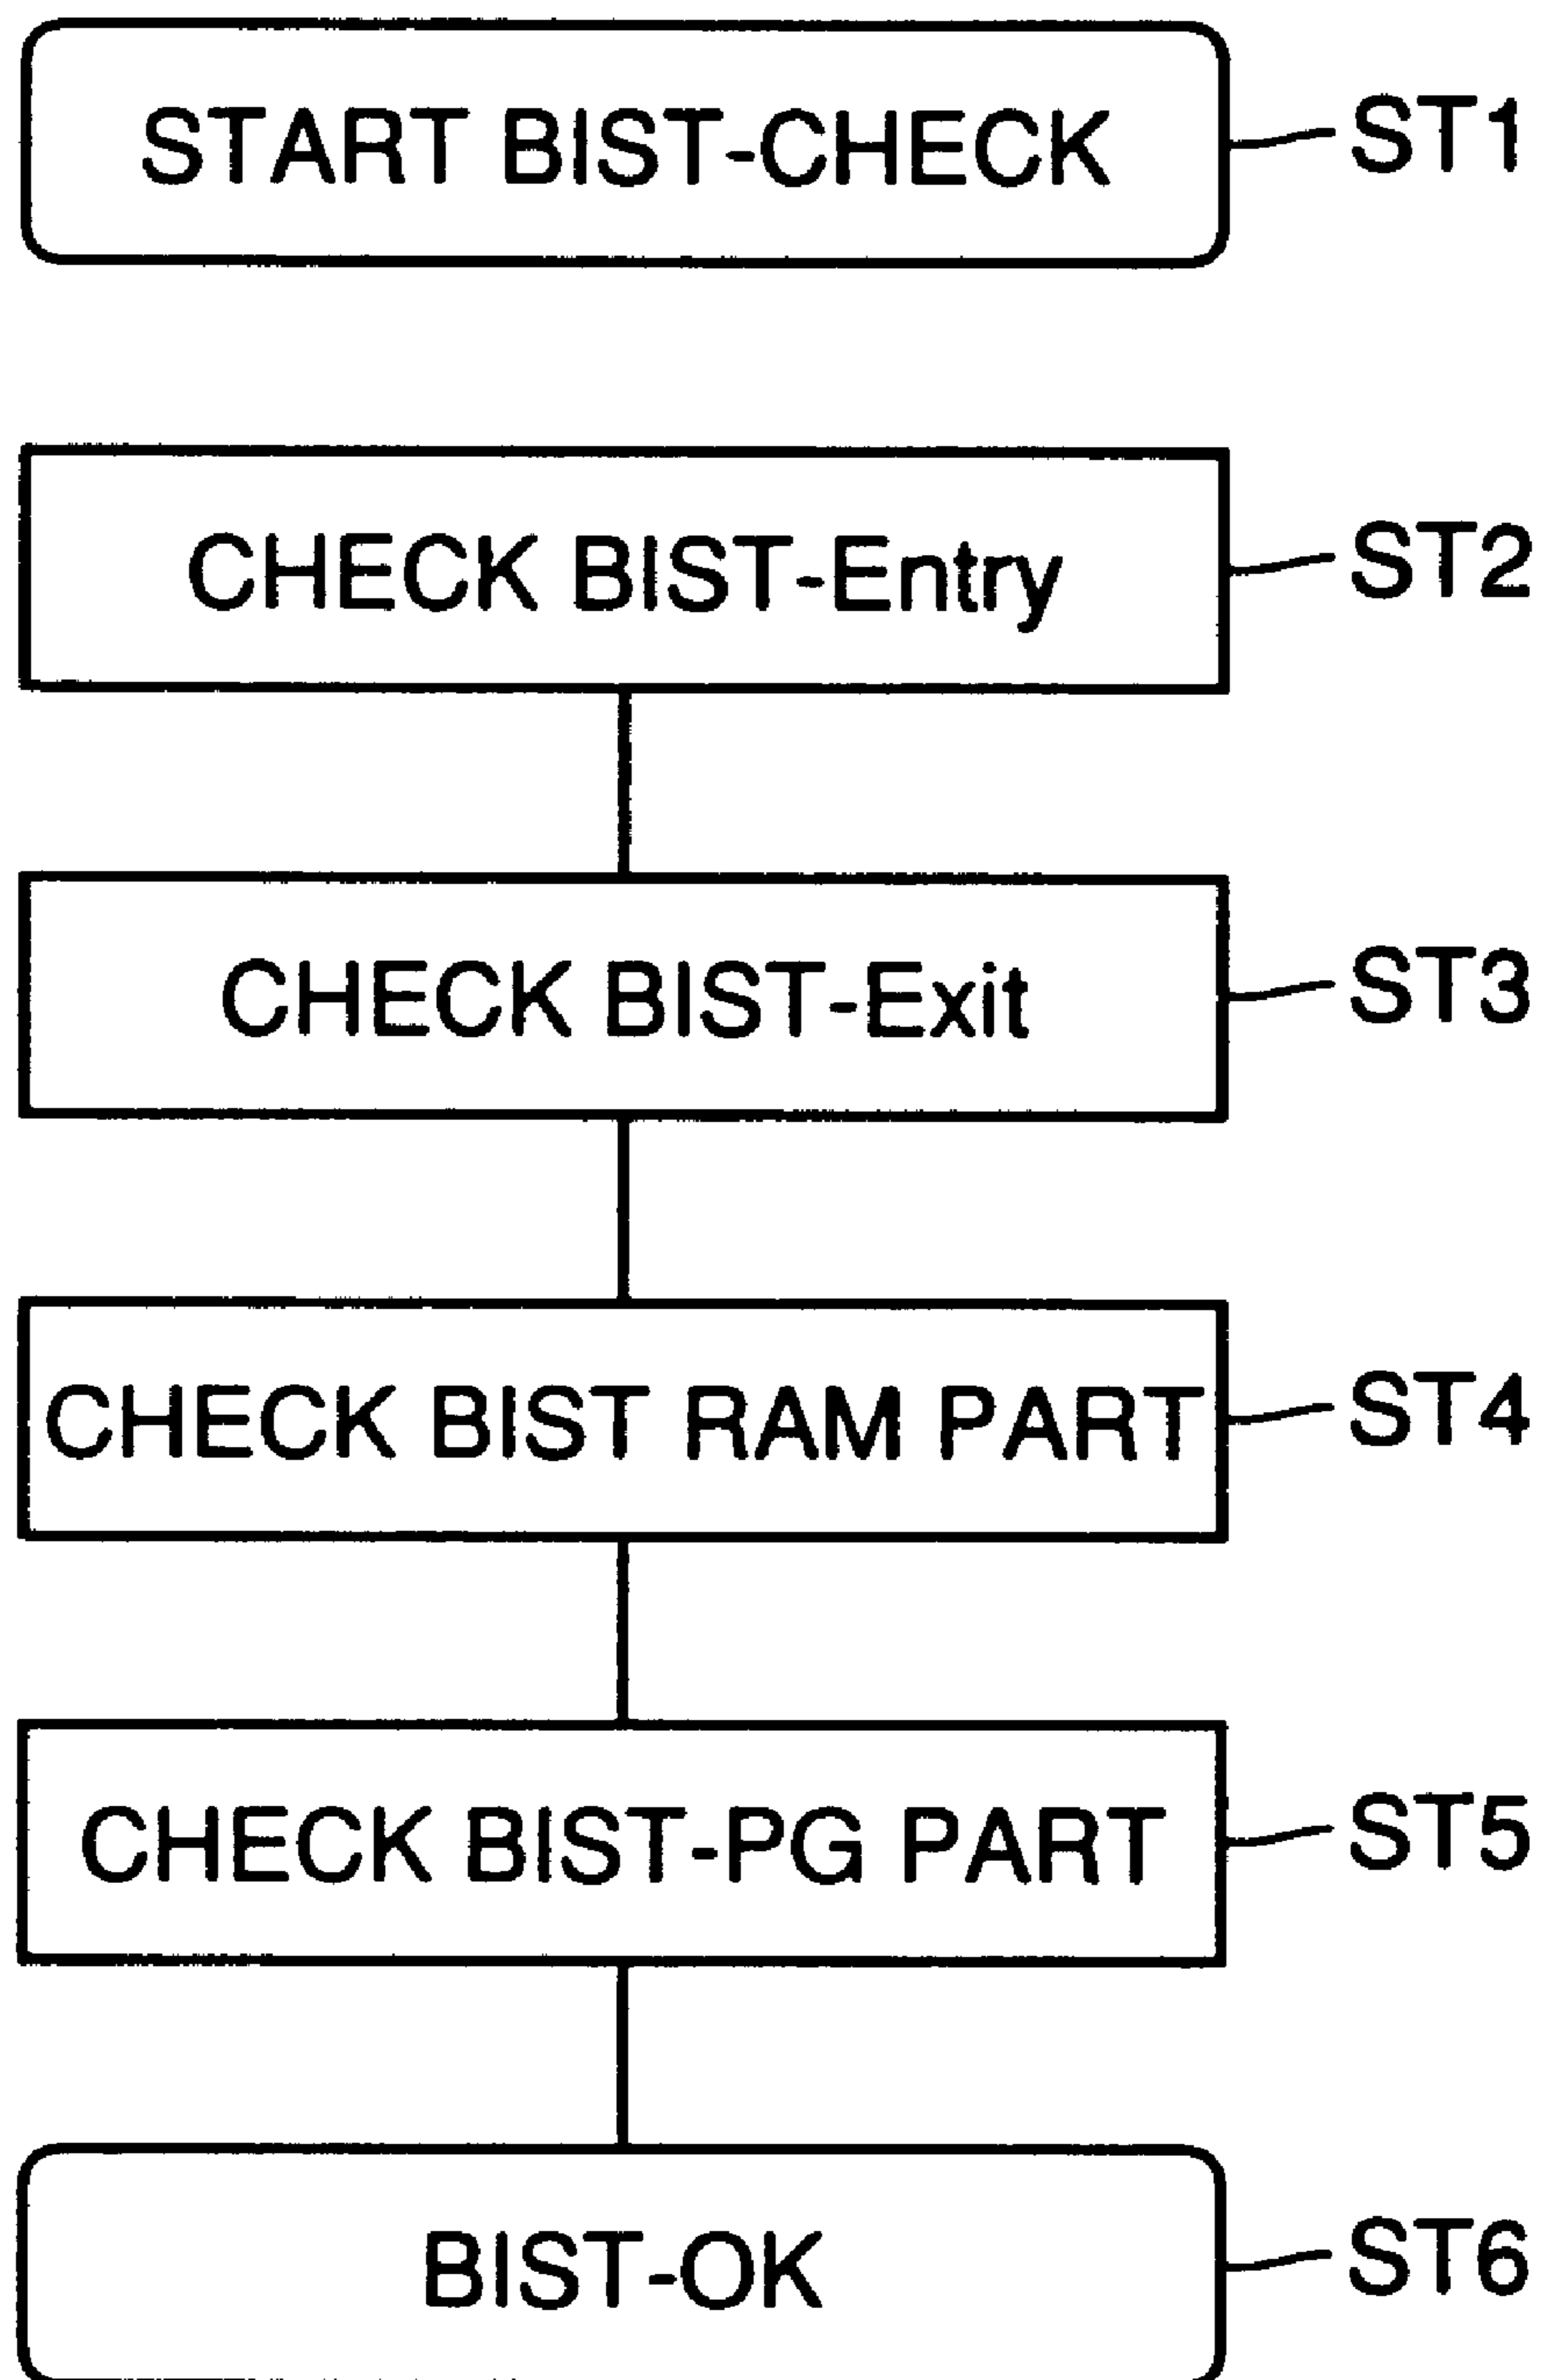 START BIST-CHECK ST1
CHECK BIST-Entry ST2
CHECK BIST-Exit ST3
CHECK BIST RAM PART ST4
CHECK BIST-PG PART ST5
BIST-OK ST6